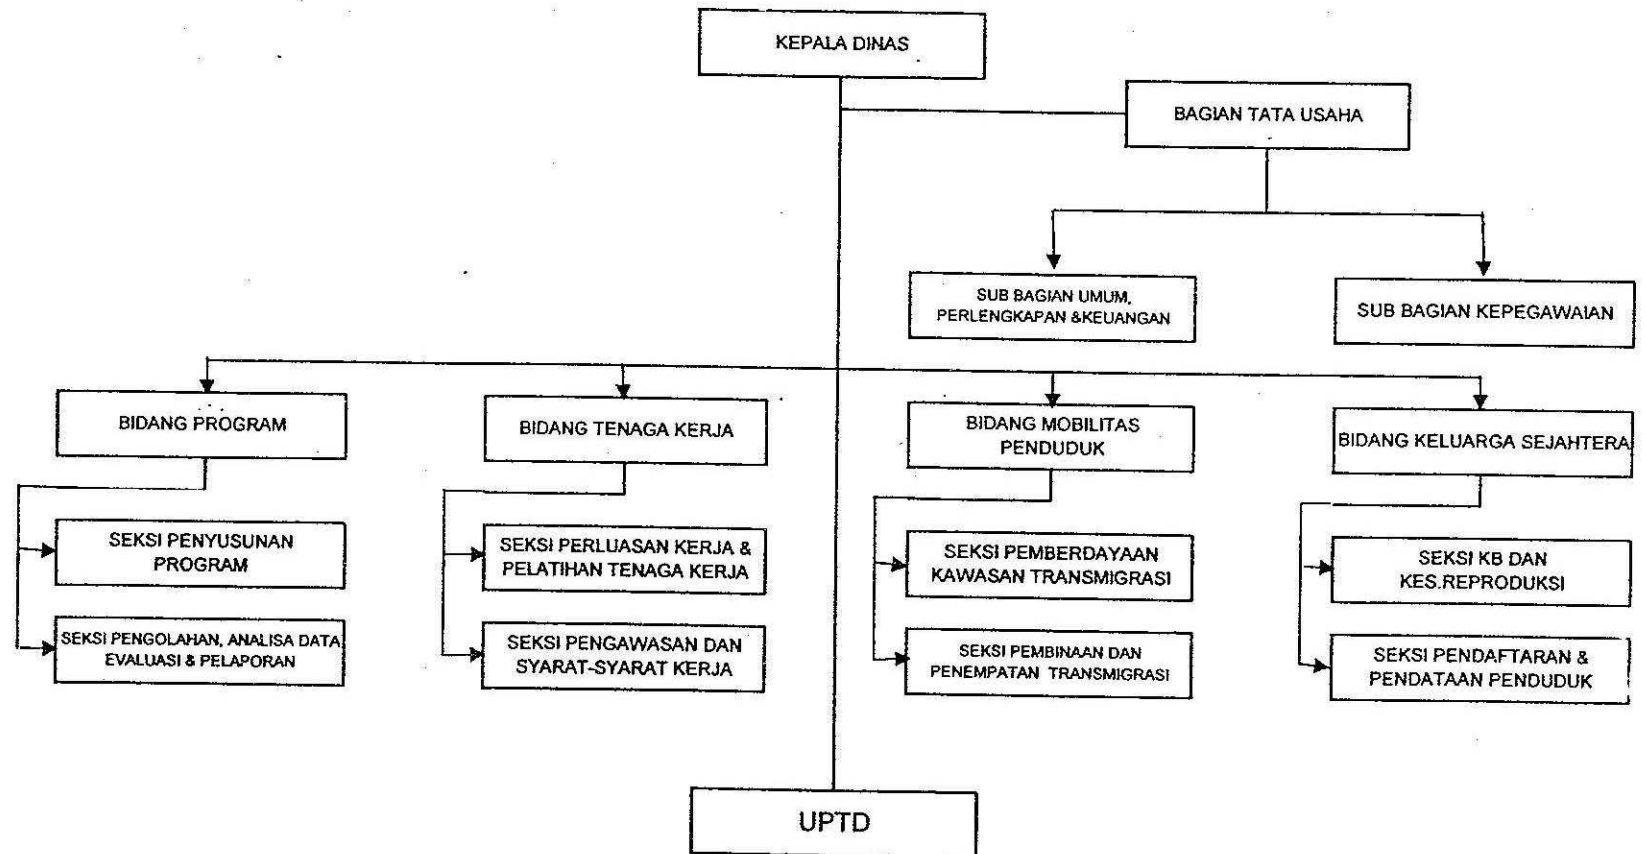 KEPALA DINAS
BAGIAN TATA USAHA
SUB BAGIAN UMUM,
PERLENGKAPAN &KEUANGAN
SUB BAGIAN KEPEGAWAIAN
BIDANG PROGRAM
BIDANG TENAGA KERJA
BIDANG MOBILITAS
PENDUDUK
BIDANG KELUARGA SEJAHTERA
SEKSI PENYUSUNAN
PROGRAM
SEKSI PERLUASAN KERJA &
PELATIHAN TENAGA KERJA
SEKSI PEMBERDAYAAN
KAWASAN TRANSMIGRASI
SEKSI KB DAN
KES.REPRODUKSI
SEKSI PENGOLAHAN, ANALISA DATA
EVALUASI & PELAPORAN
SEKSI PENGAWASAN DAN
SYARAT-SYARAT KERJA
SEKSI PEMBINAAN DAN
PENEMPATAN TRANSMIGRASI
SEKSI PENDAFTARAN &
PENDATAAN PENDUDUK
UPTD